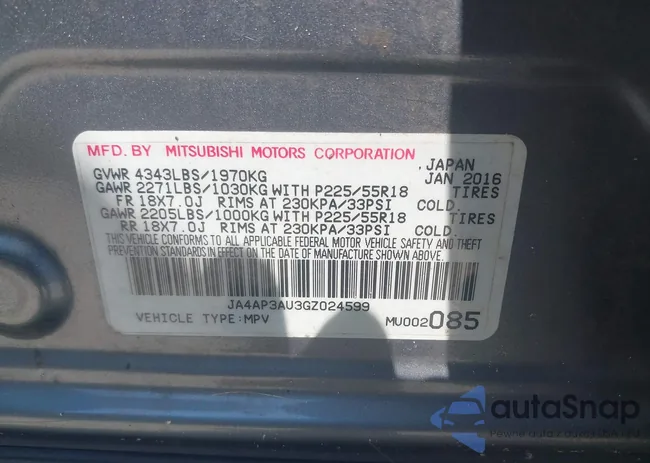 MFD. BY MITSUBISHI MOTORS CORPORATION
, JAPAN
GVWR 4343LBS/1970KG JAN 2016
GAWR 2271LBS/1030KG WITH P225/55R18 TIRES
FR 18X7.0J RIMS AT 230KPA/33PSI COLD.
GAWR 2205LBS/1000KG WITH P225/55R18 TIRES
RR 18X7.0J RIMS AT 230KPA/33PSI COLD.
THIS VEHICLE CONFORMS TO ALL APPLICABLE FEDERAL MOTOR VEHICLE SAFETY AND THEFT
PREVENTION STANDARDS IN EFFECT ON THE DATE OF MANUFACTURE SHOWN ABOVE.
JA4AP3AU3GZ024599
VEHICLE TYPE:MPV MU002085
autoSnap